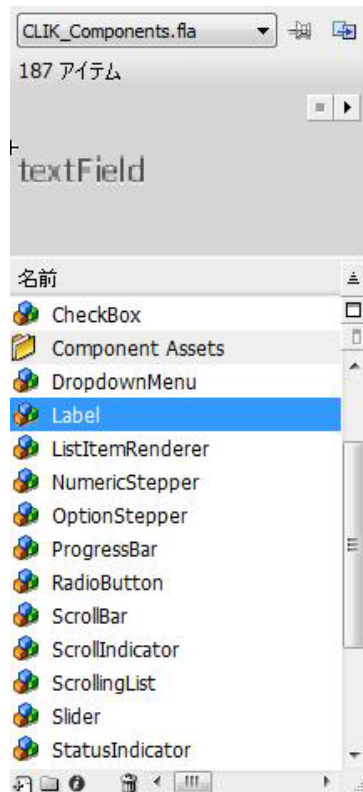 CLIK_Components.fla
187 アイテム
textField
名前
CheckBox
Component Assets
DropdownMenu
Label
ListItemRenderer
NumericStepper
OptionStepper
ProgressBar
RadioButton
ScrollBar
ScrollIndicator
ScrollingList
Slider
StatusIndicator